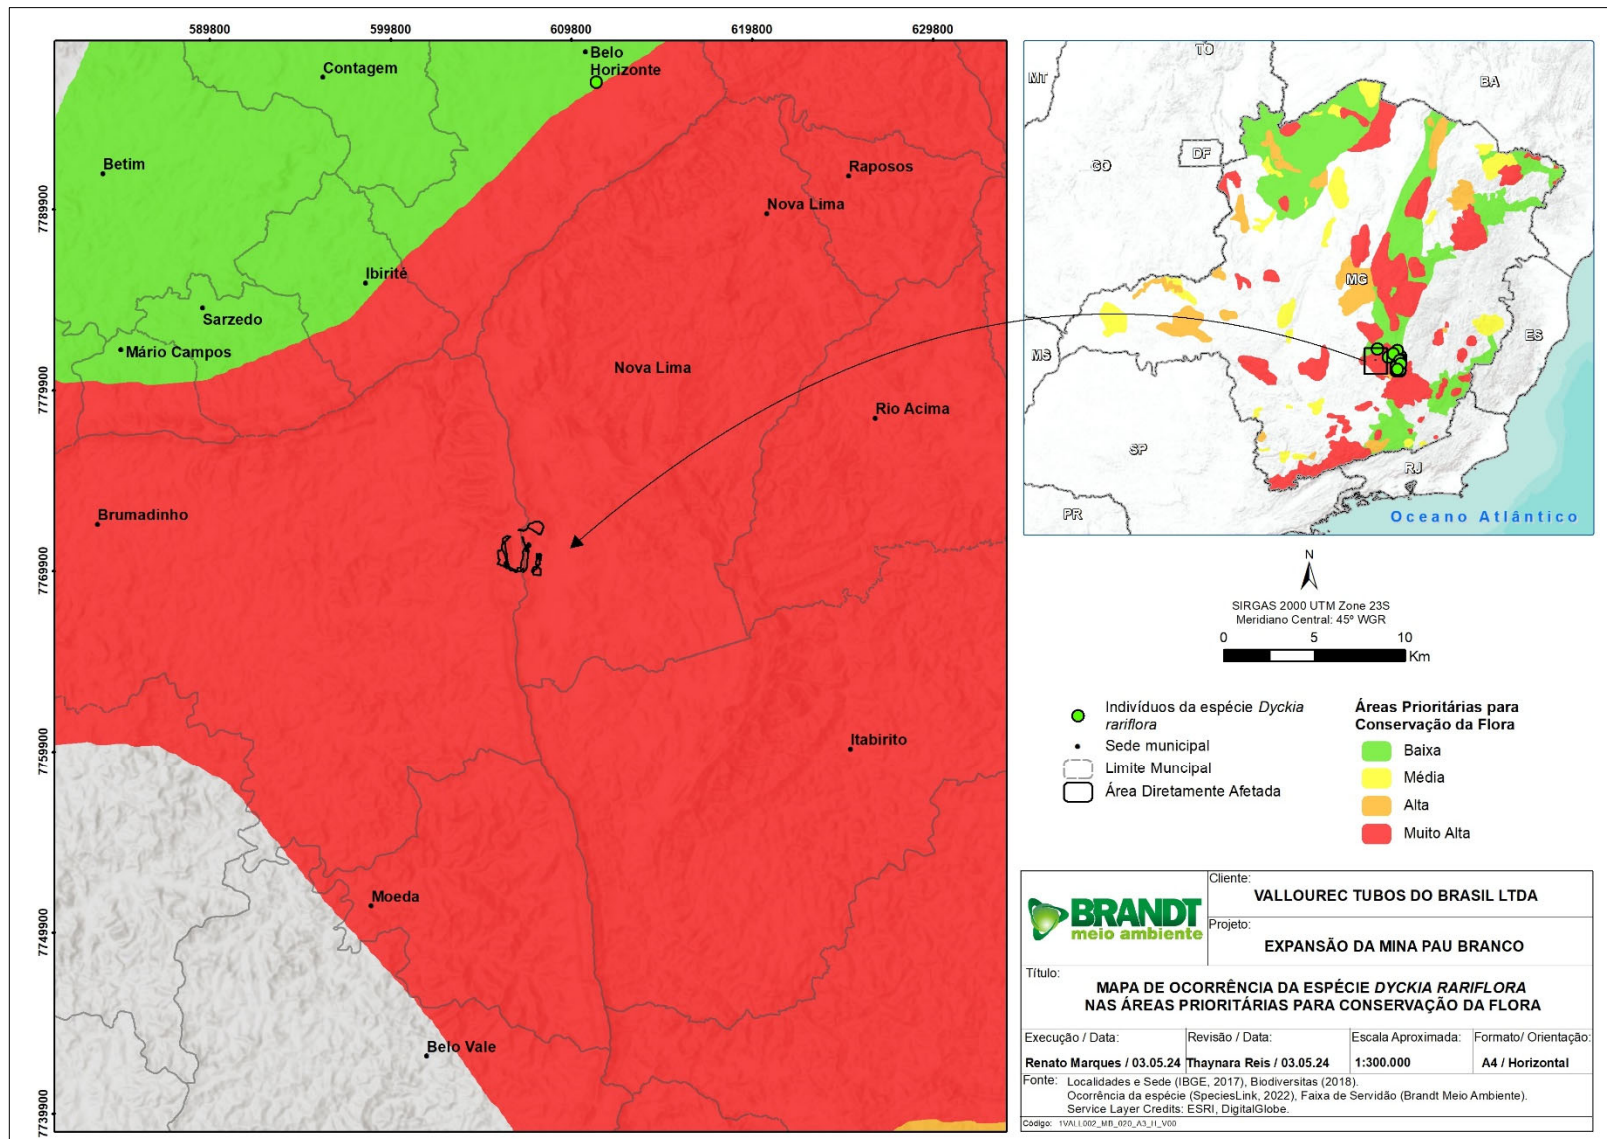 589800
599800
609800
619800
629800
7789900
7779900
7769900
7759900
7749900
7739900
Belo
Horizonte
Contagem
Betim
Raposos
Nova Lima
Ibirité
Sarzedo
Mário Campos
Nova Lima
Rio Acima
Brumadinho
Itabirito
Moeda
Belo Vale
TO
MT
BA
GO
DF
MG
ES
MS
SP
RJ
PR
Oceano Atlântico
N
SIRGAS 2000 UTM Zone 23S
Meridiano Central: 45º WGR
0 5 10
Km
Indivíduos da espécie Dyckia
rariflora
Sede municipal
Limite Muncipal
Área Diretamente Afetada
Áreas Prioritárias para
Conservação da Flora
Baixa
Média
Alta
Muito Alta
BRANDT
meio ambiente
Cliente:
VALLOUREC TUBOS DO BRASIL LTDA
Projeto:
EXPANSÃO DA MINA PAU BRANCO
Título:
MAPA DE OCORRÊNCIA DA ESPÉCIE DYCKIA RARIFLORA
NAS ÁREAS PRIORITÁRIAS PARA CONSERVAÇÃO DA FLORA
Execução / Data:
Renato Marques / 03.05.24
Revisão / Data:
Thaynara Reis / 03.05.24
Escala Aproximada:
1:300.000
Formato/ Orientação:
A4 / Horizontal
Fonte: Localidades e Sede (IBGE, 2017), Biodiversitas (2018).
Ocorrência da espécie (SpeciesLink, 2022), Faixa de Servidão (Brandt Meio Ambiente).
Service Layer Credits: ESRI, DigitalGlobe.
Código: 1VALL002_MB_020_A3_H_V00